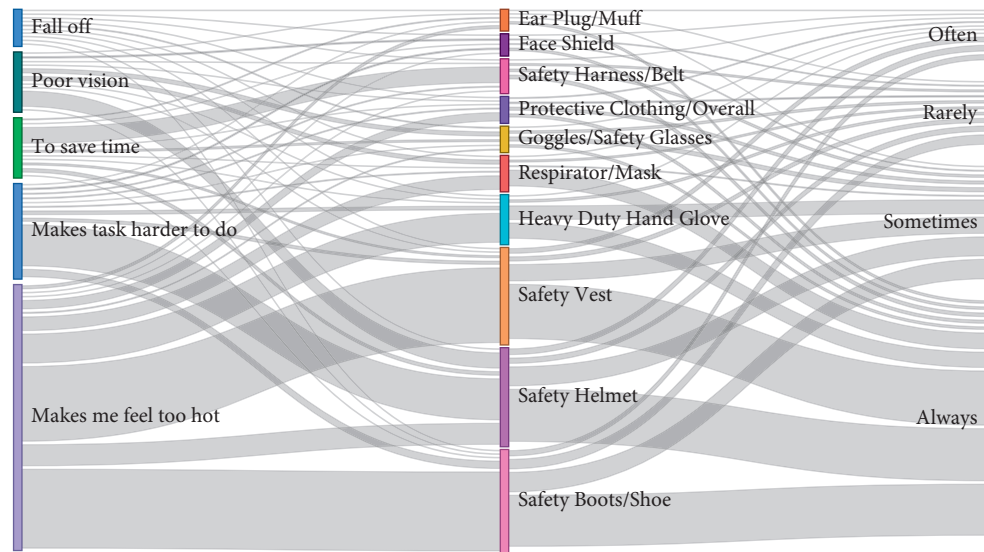 Fall off
Poor vision
To save time
Makes task harder to do
Makes me feel too hot
Ear Plug/Muff
Face Shield
Safety Harness/Belt
Protective Clothing/Overall
Goggles/Safety Glasses
Respirator/Mask
Heavy Duty Hand Glove
Safety Vest
Safety Helmet
Safety Boots/Shoe
Often
Rarely
Sometimes
Always